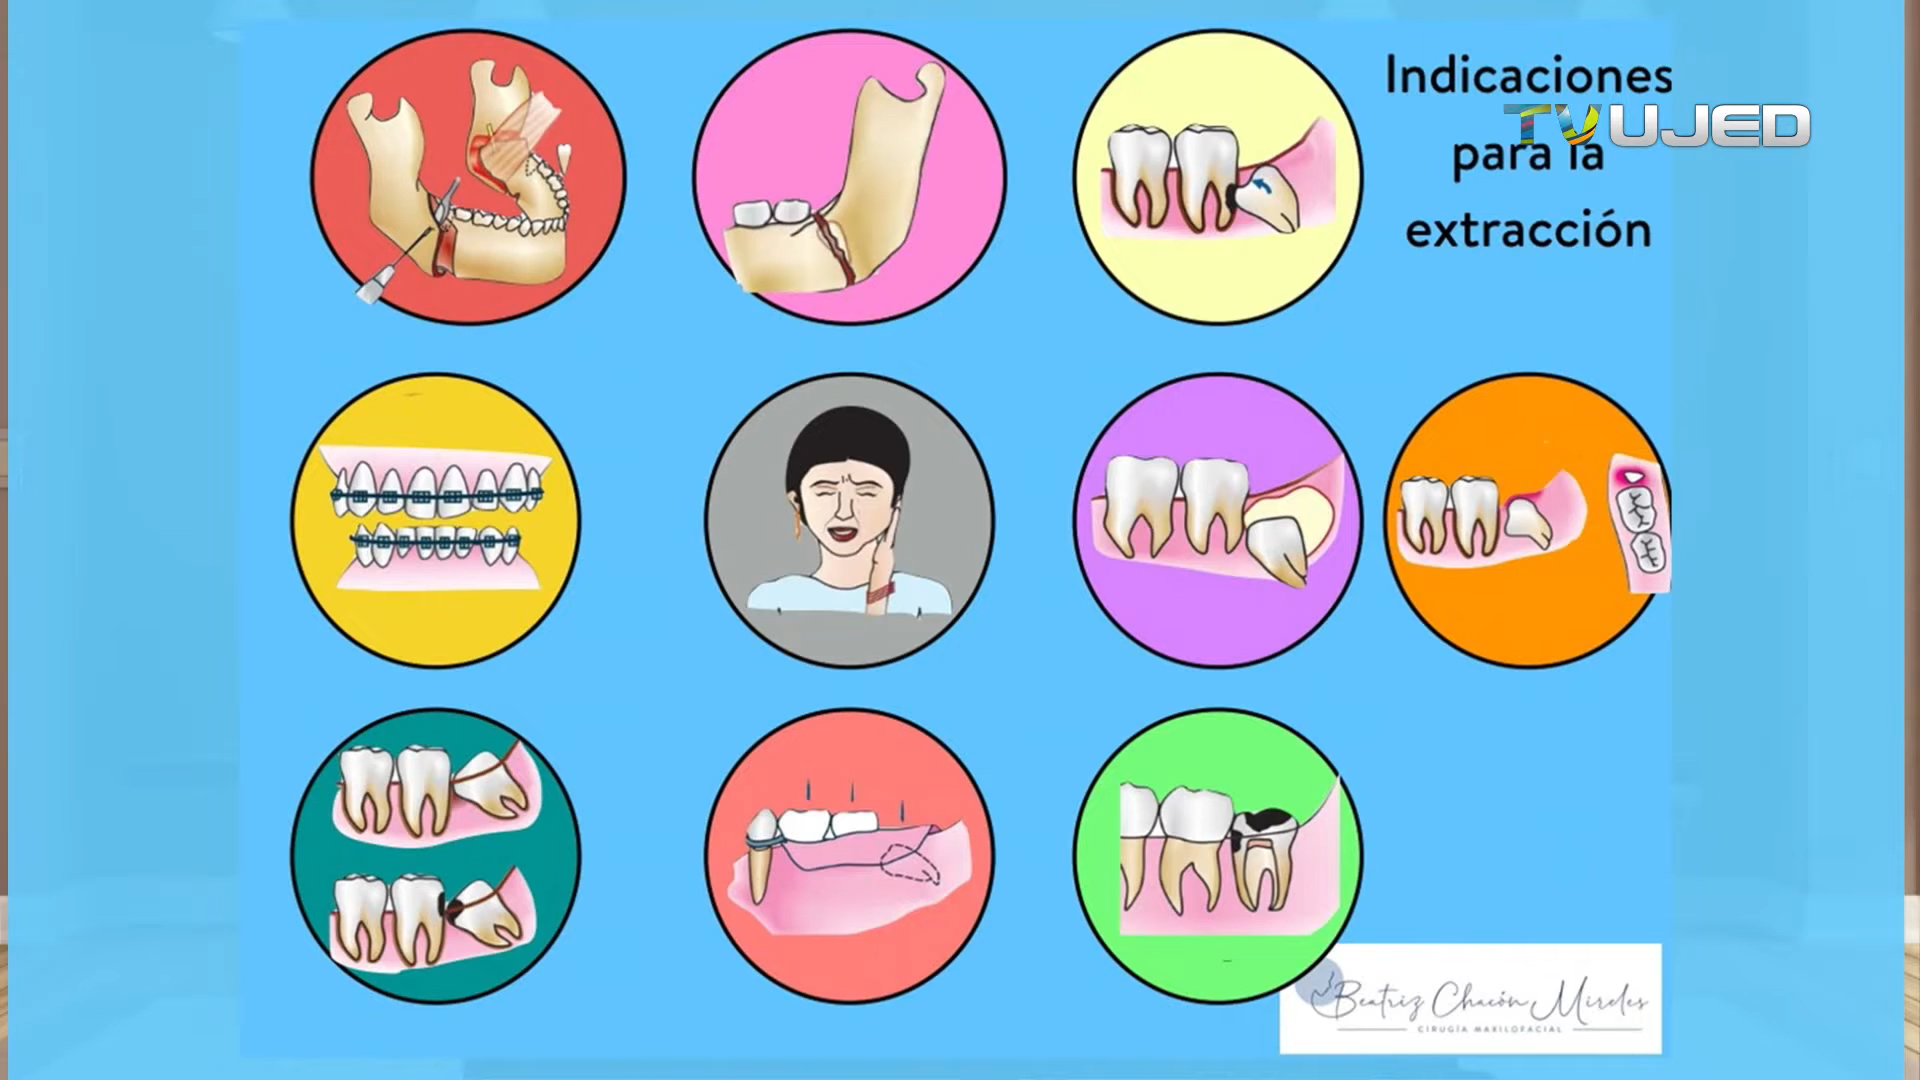 Indicaciones
TVUJED
para la
extracción
Beatriz Chacón Mireles
CIRUGÍA MAXILOFACIAL